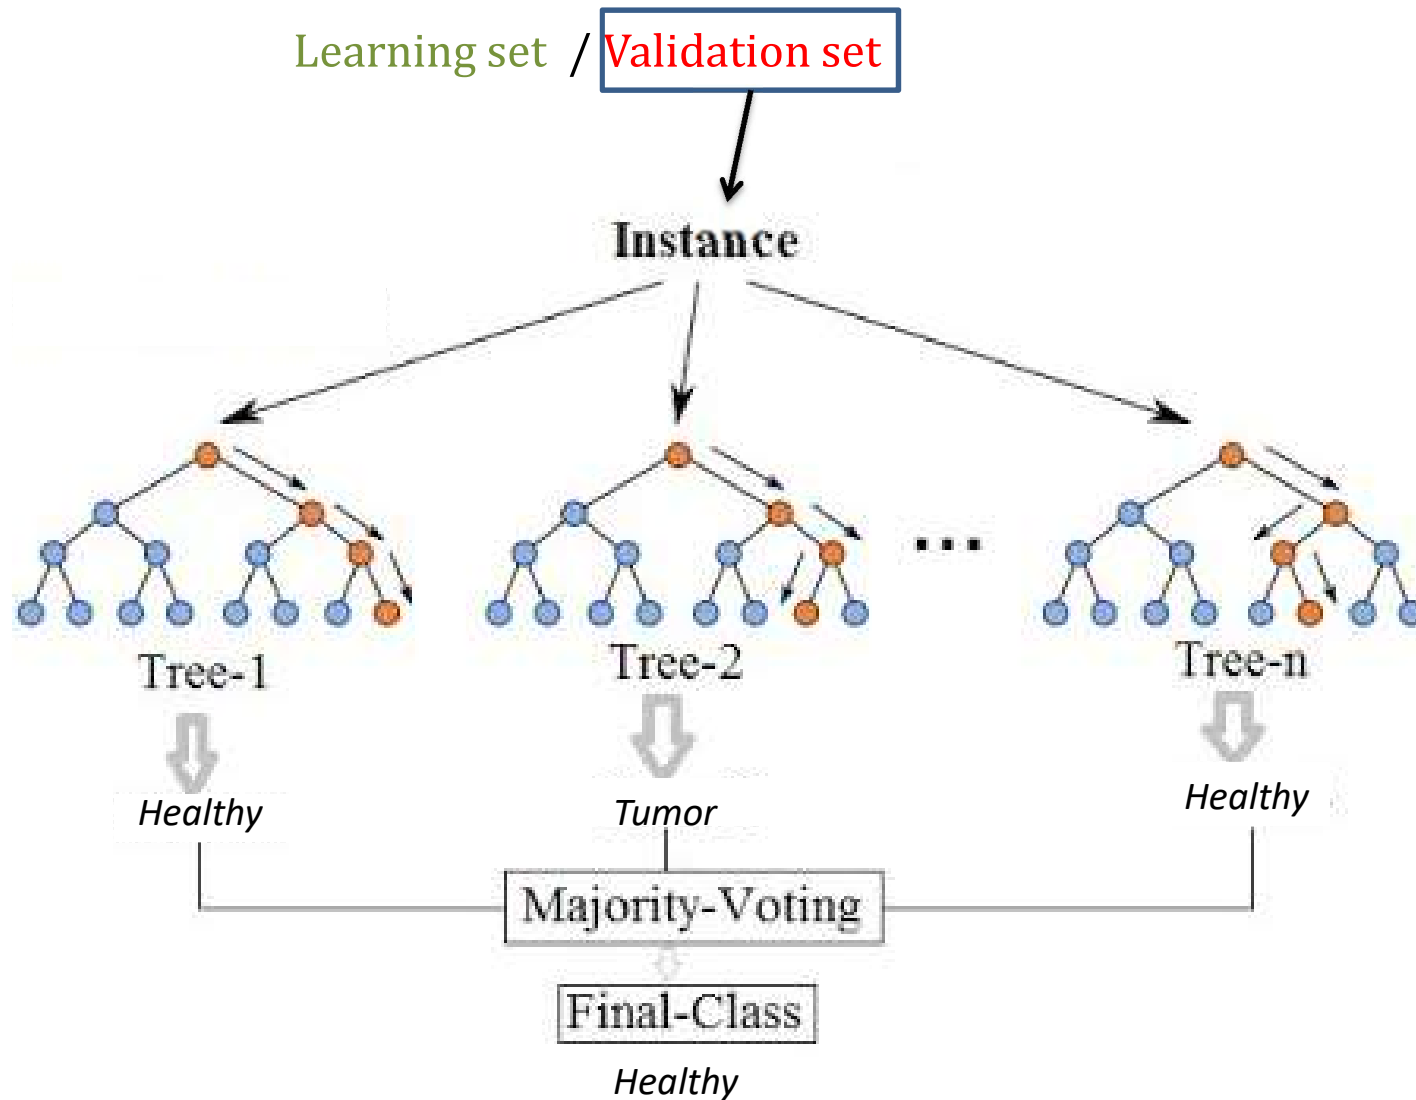 Learning set / Validation set
Instance
...
Tree-1
Tree-2
Tree-n
Healthy
Tumor
Healthy
Majority-Voting
Final-Class
Healthy